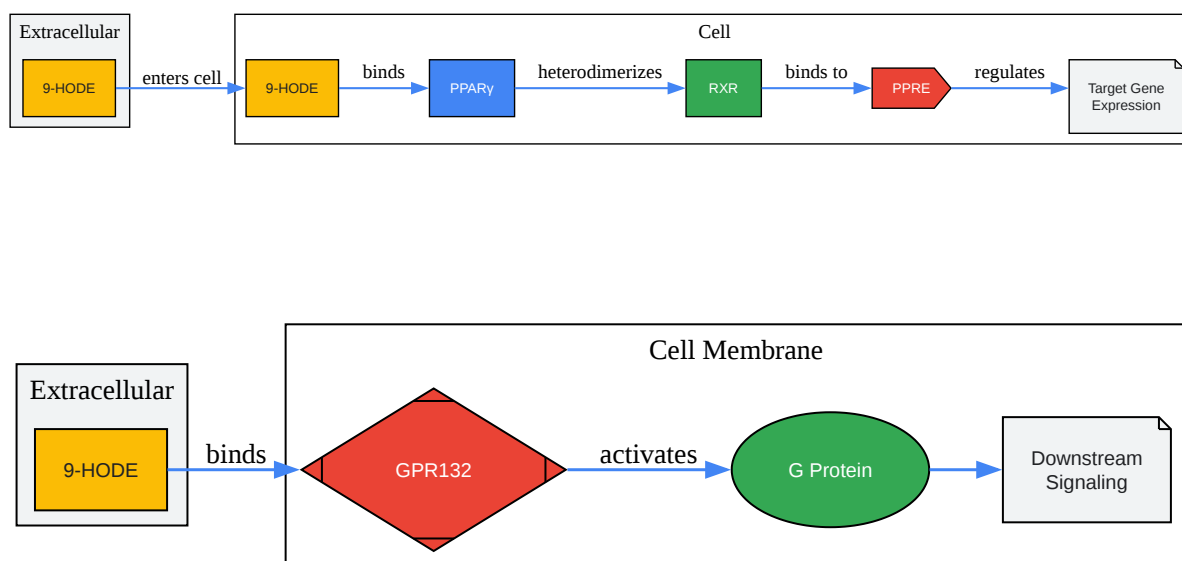 Extracellular
Cell
9-HODE
enters cell
9-HODE
binds
PPARγ
heterodimerizes
RXR
binds to
PPRE
regulates
Target Gene
Expression
Cell Membrane
Extracellular
9-HODE
binds
GPR132
activates
G Protein
Downstream
Signaling